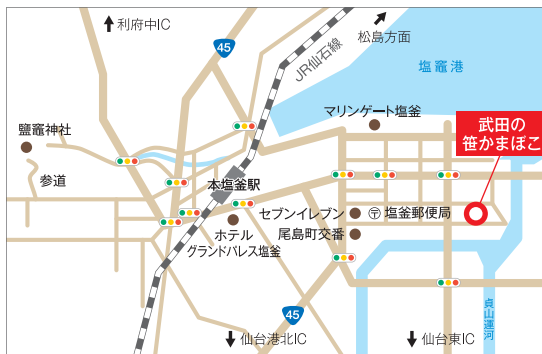 利府中IC
45
JR仙石線
松島方面
塩竈港
マリンゲート塩釜
武田の
笹かまぼこ
鹽竈神社
参道
本塩釜駅
セブンイレブン
〒塩釜郵便局
尾島町交番
ホテル
グランドパレス塩釜
貞山運河
45
仙台港北IC
仙台東IC